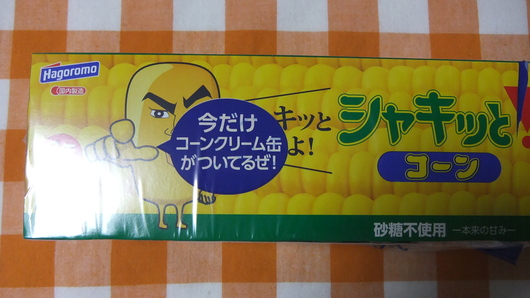 Hagoromo
国内製造
今だけ
コーンクリーム缶
がついてるぜ!
キッと
よ!
シャキッと!
コーン
砂糖不使用 ー本来の甘みー